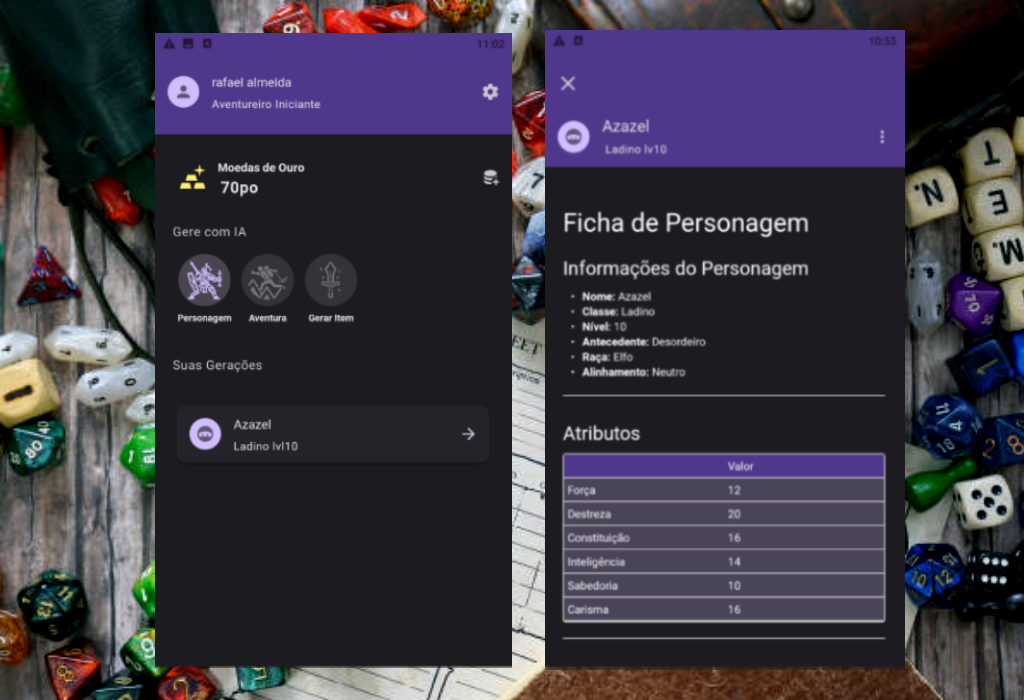 11:02
rafael almeida
Aventureiro Iniciante
Moedas de Ouro
70po
Gere com IA
Personagem Aventura Gerar Item
Suas Gerações
Azazel
Ladino lvl10
10:55
Azazel
Ladino lv10
Ficha de Personagem
Informações do Personagem
• Nome: Azazel
• Classe: Ladino
• Nível: 10
• Antecedente: Desordeiro
• Raça: Elfo
• Alinhamento: Neutro
Atributos
Valor
Força 12
Destreza 20
Constituição 16
Inteligência 14
Sabedoria 10
Carisma 16